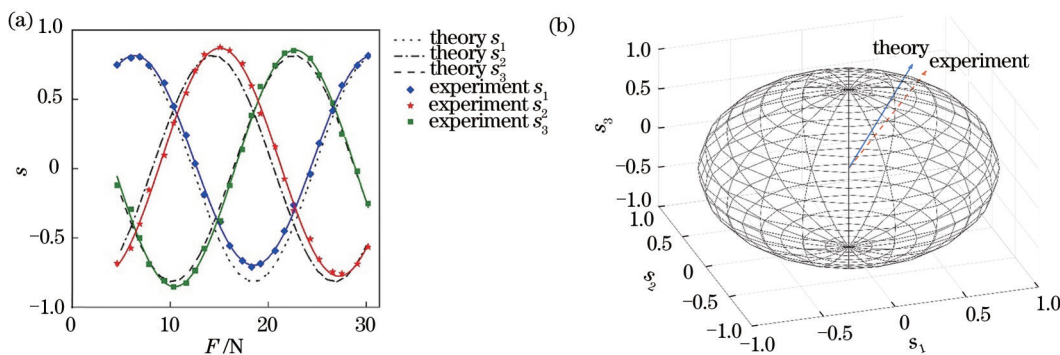 (a)
1.0
0.5
0
−0.5
−1.0
s
0
10
20
30
F/N
theory s₁
theory s₂
theory s₃
experiment s₁
experiment s₂
experiment s₃
(b)
theory
experiment
1.0
0.5
0
−0.5
−1.0
s₃
1.0
0.5
0
−0.5
−1.0
s₂
−1.0
−0.5
0
0.5
1.0
s₁